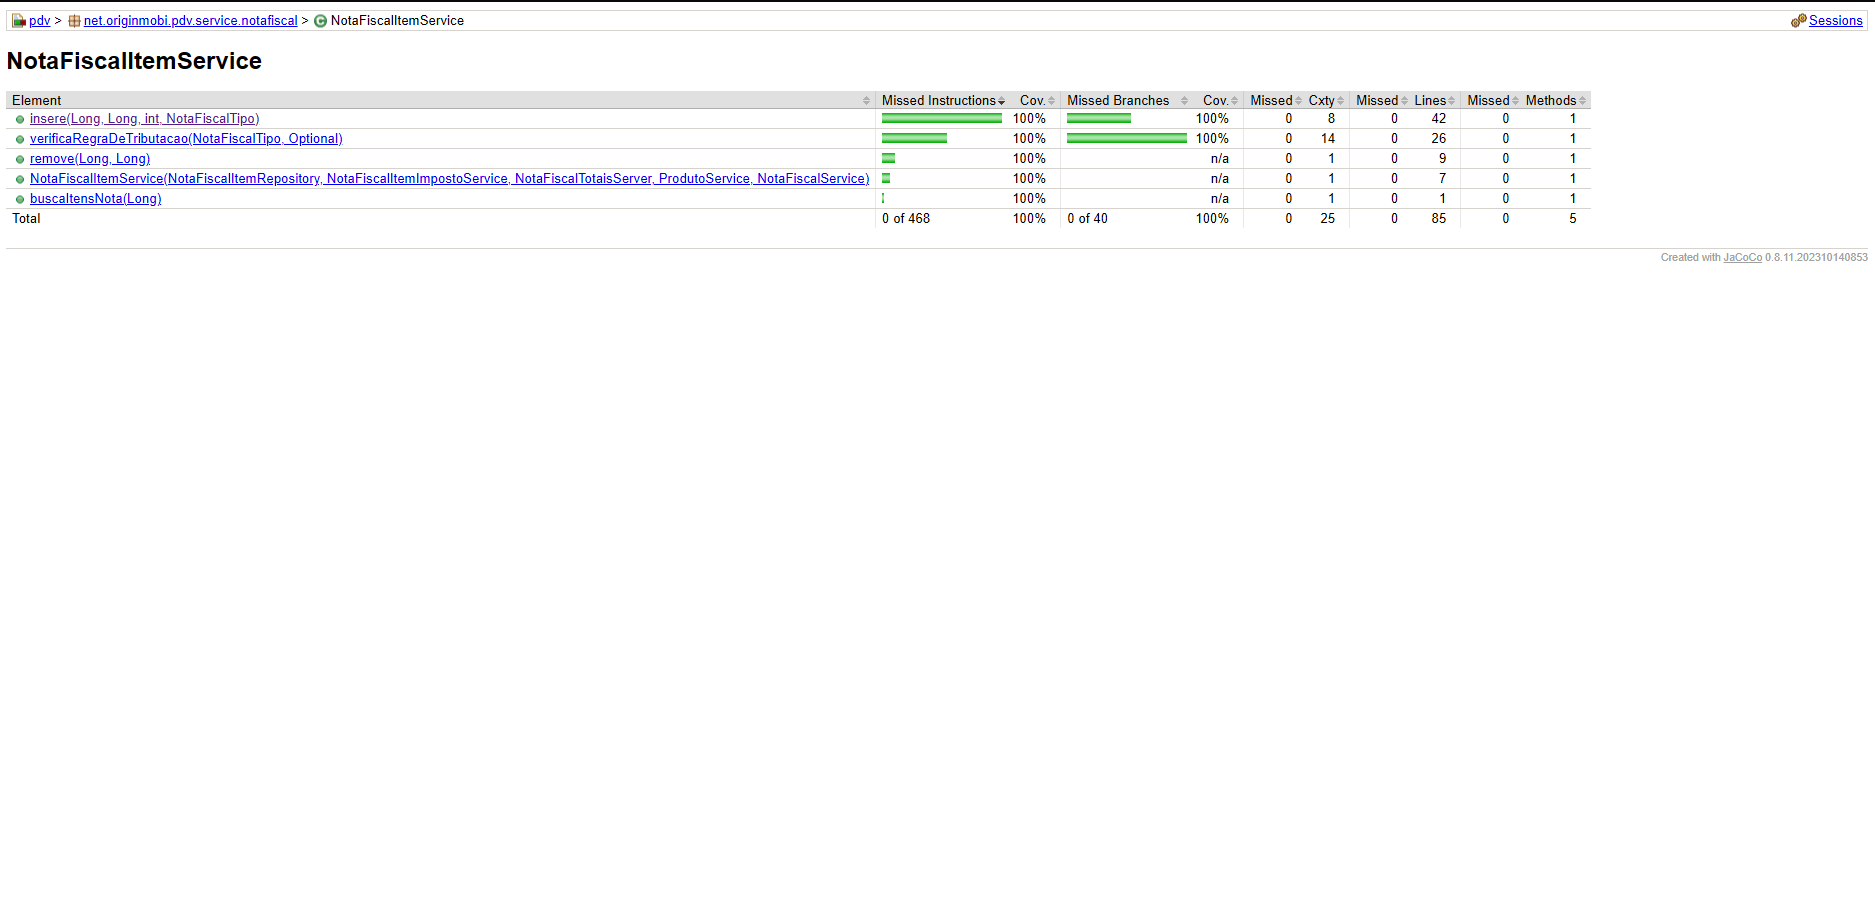 pdv > net.originmobi.pdv.service.notafiscal > NotaFiscalItemService Sessions
NotaFiscalItemService
Element Missed Instructions Cov. Missed Branches Cov. Missed Cxty Missed Lines Missed Methods
insere(Long, Long, int, NotaFiscalTipo) 100% 100% 0 8 0 42 0 1
verificaRegraDeTributacao(NotaFiscalTipo, Optional) 100% 100% 0 14 0 26 0 1
remove(Long, Long) 100% n/a 0 1 0 9 0 1
NotaFiscalItemService(NotaFiscalItemRepository, NotaFiscalItemImpostoService, NotaFiscalTotaisServer, ProdutoService, NotaFiscalService) 100% n/a 0 1 0 7 0 1
buscaItensNota(Long) 100% n/a 0 1 0 1 0 1
Total 0 of 468 100% 0 of 40 100% 0 25 0 85 0 5
Created with JaCoCo 0.8.11.202310140853